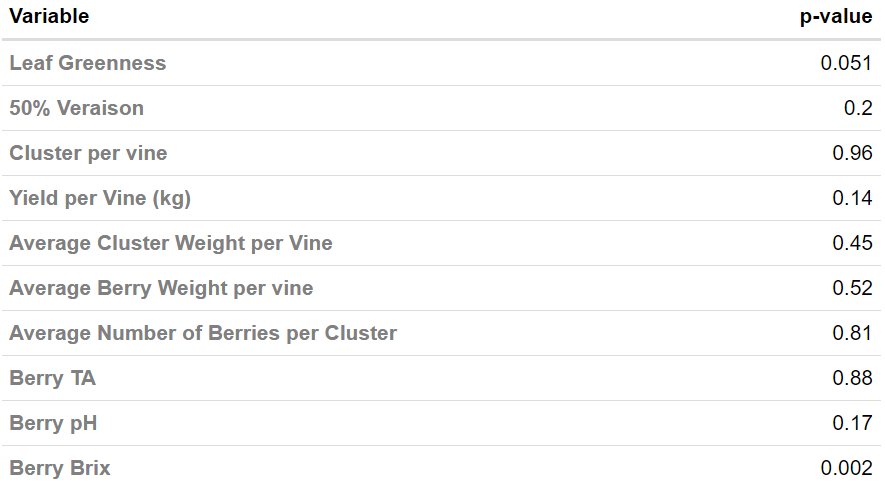 Variable p-value
Leaf Greenness 0.051
50% Veraison 0.2
Cluster per vine 0.96
Yield per Vine (kg) 0.14
Average Cluster Weight per Vine 0.45
Average Berry Weight per vine 0.52
Average Number of Berries per Cluster 0.81
Berry TA 0.88
Berry pH 0.17
Berry Brix 0.002